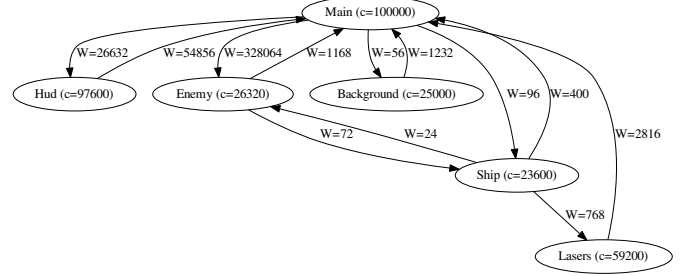 Main (c=100000)
W=26632
W=54856
W=328064
W=1168
W=56
W=1232
Hud (c=97600)
Enemy (c=26320)
Background (c=25000)
W=96
W=400
W=72
W=24
W=2816
Ship (c=23600)
W=768
Lasers (c=59200)